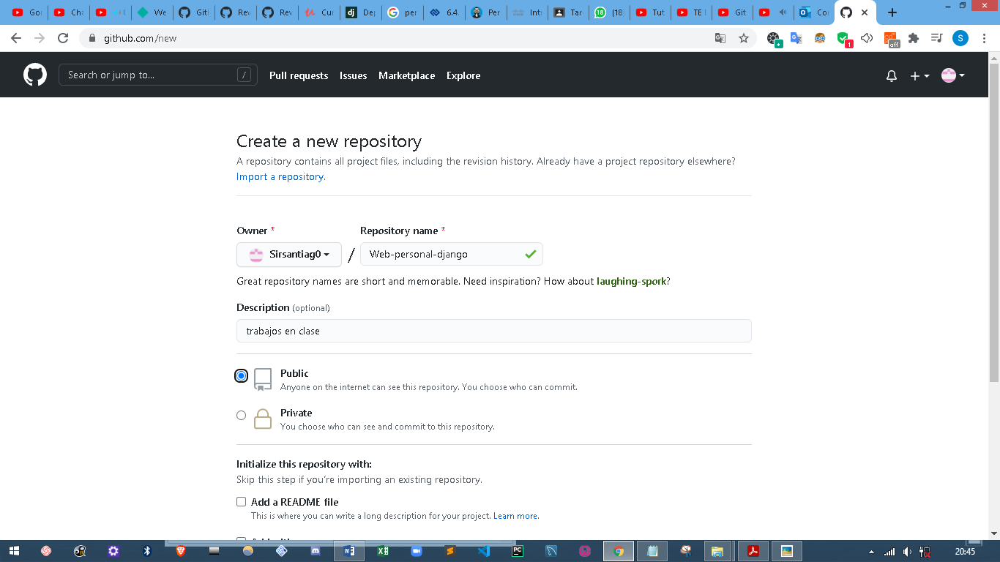 Go
Cha
L
We
Gitl
Rev
Rev
Cur
Dep
per
6.4.
Per
Int
Tar
(18
Tut
TE
Git
Tu
Co
github.com/new
1
off
S
Search or jump to...
/
Pull requests
Issues
Marketplace
Explore
Create a new repository
A repository contains all project files, including the revision history. Already have a project repository elsewhere?
Import a repository.
Owner *
Repository name *
Sirsantiag0
/
Web-personal-django
Great repository names are short and memorable. Need inspiration? How about laughing-spork?
Description (optional)
trabajos en clase
Public
Anyone on the internet can see this repository. You choose who can commit.
Private
You choose who can see and commit to this repository.
Initialize this repository with:
Skip this step if you're importing an existing repository.
Add a README file
This is where you can write a long description for your project. Learn more.
20:45